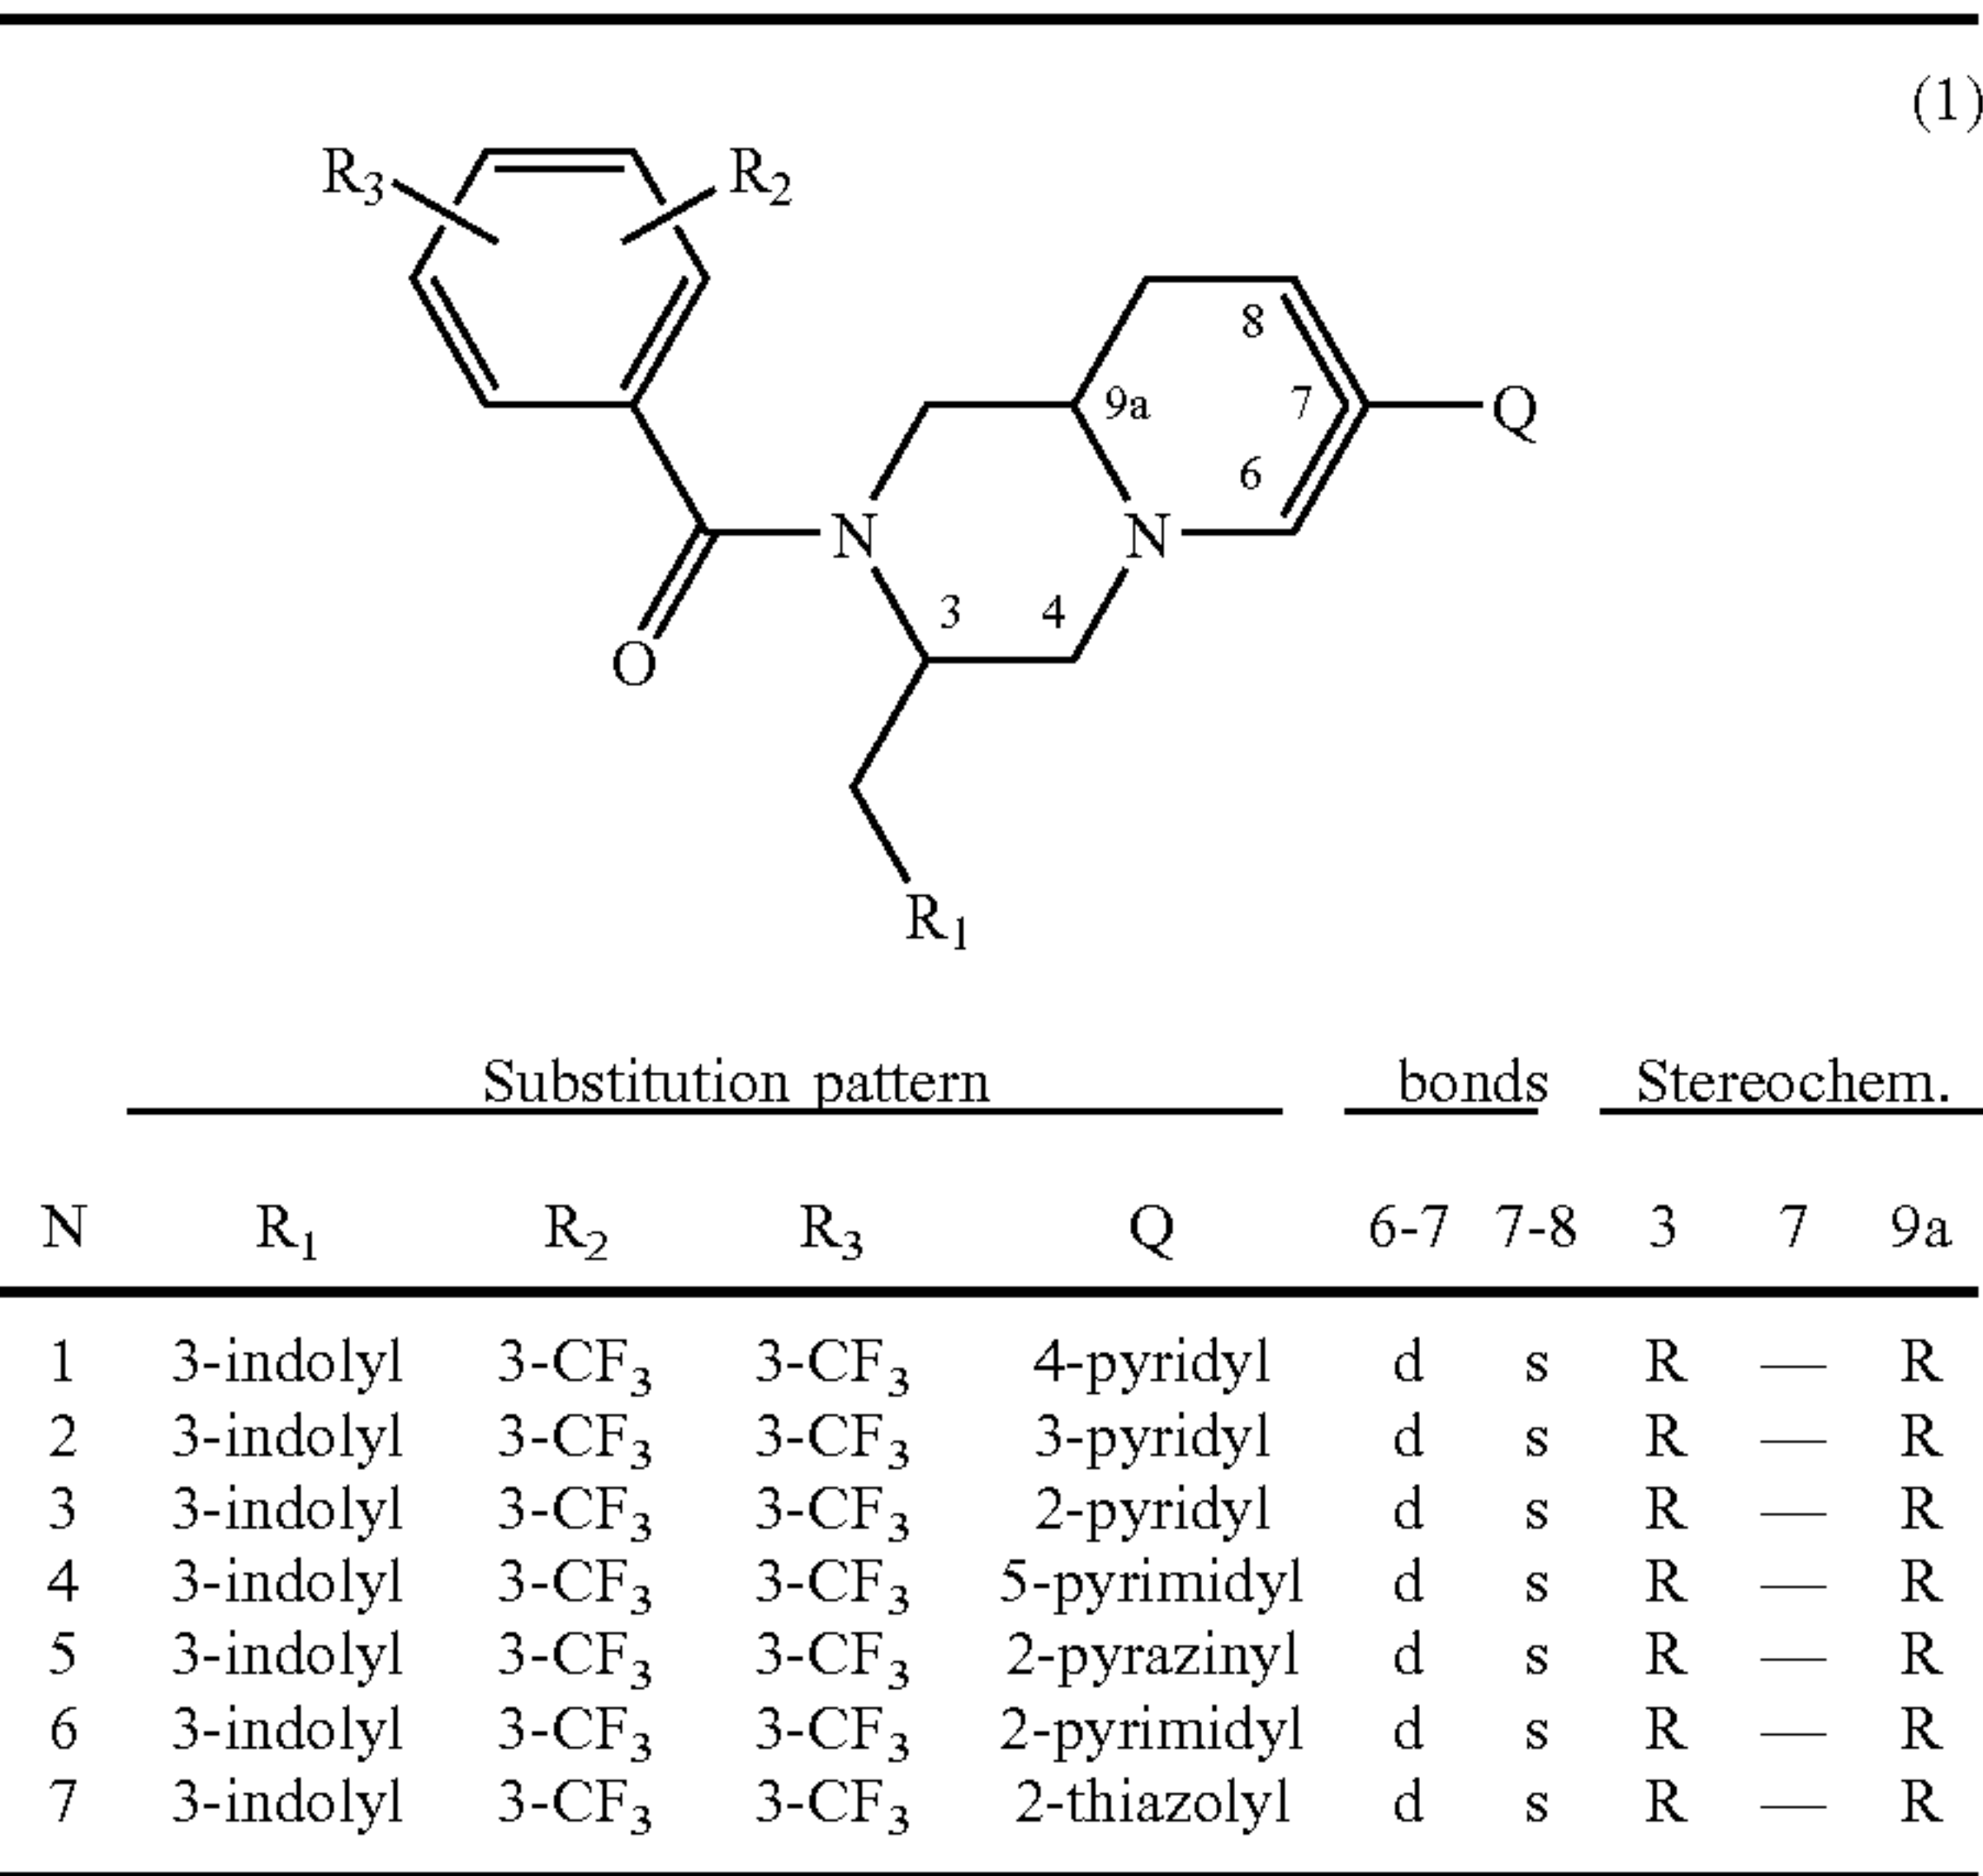 (1)
R3 R2
8
9a 7 Q
6
N N
3 4
O
R1
Substitution pattern bonds Stereochem.
N R1 R2 R3 Q 6-7 7-8 3 7 9a
1 3-indolyl 3-CF3 3-CF3 4-pyridyl d s R — R
2 3-indolyl 3-CF3 3-CF3 3-pyridyl d s R — R
3 3-indolyl 3-CF3 3-CF3 2-pyridyl d s R — R
4 3-indolyl 3-CF3 3-CF3 5-pyrimidyl d s R — R
5 3-indolyl 3-CF3 3-CF3 2-pyrazinyl d s R — R
6 3-indolyl 3-CF3 3-CF3 2-pyrimidyl d s R — R
7 3-indolyl 3-CF3 3-CF3 2-thiazolyl d s R — R